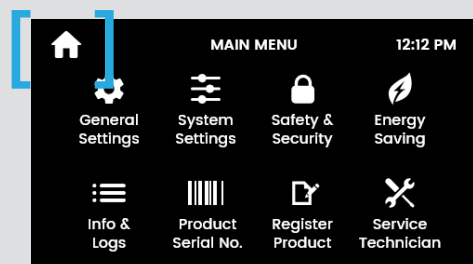 MAIN MENU 12:12 PM
General Settings
System Settings
Safety & Security
Energy Saving
Info & Logs
Product Serial No.
Register Product
Service Technician